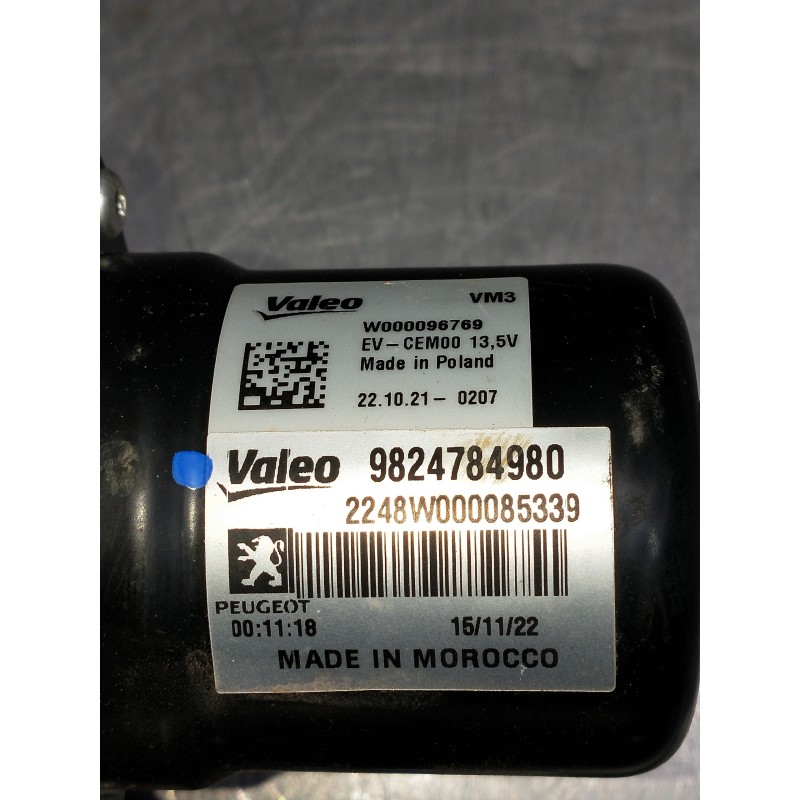 Valeo VM3
W000096769
EV-CEM00 13,5V
Made in Poland
22.10.21- 0207
Valeo 9824784980
2248W000085339
PEUGEOT
00:11:18 15/11/22
MADE IN MOROCCO